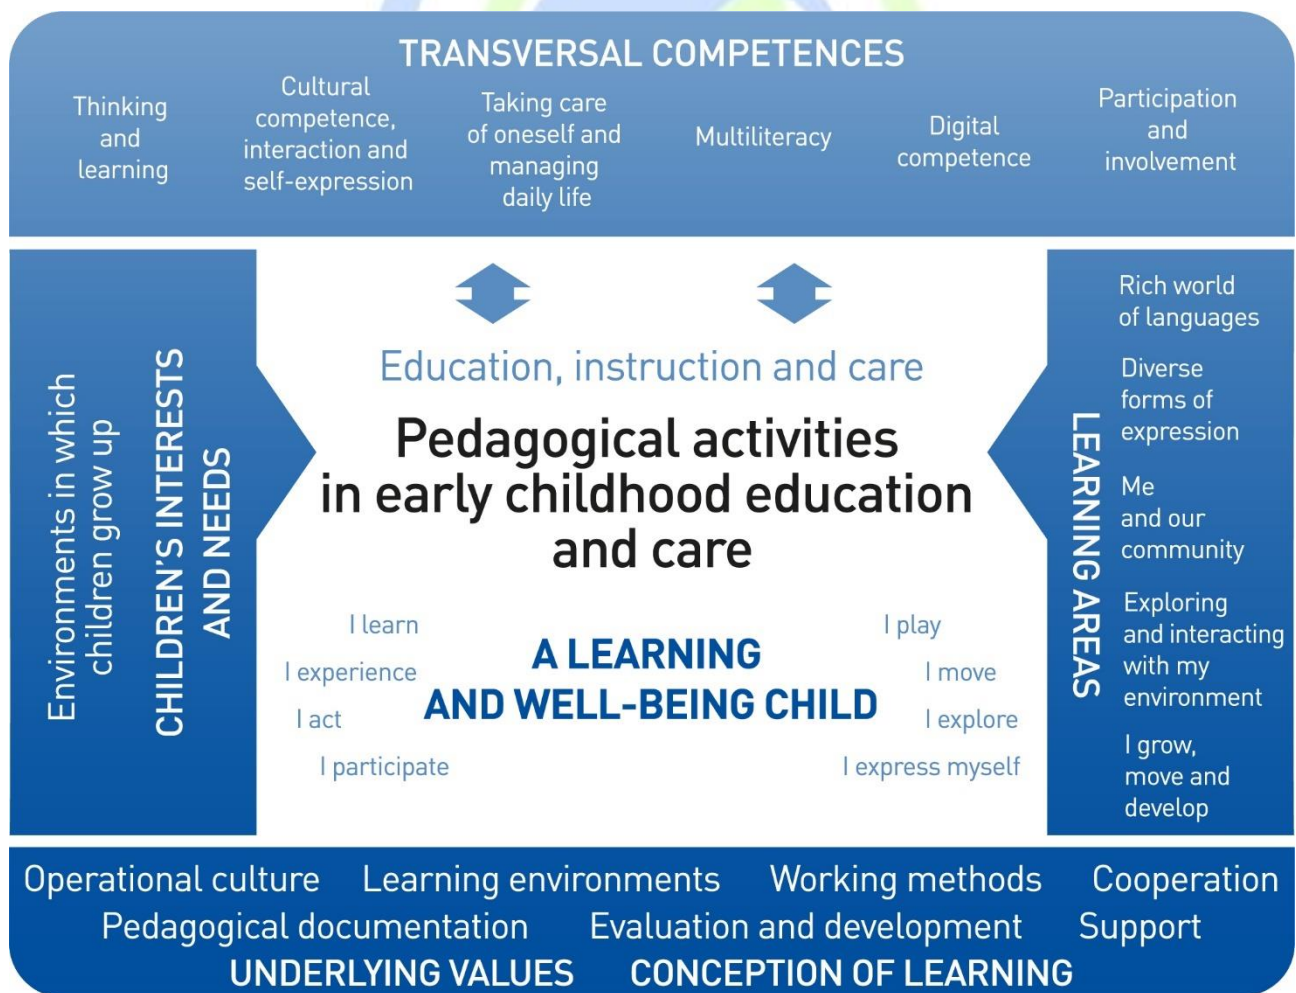 TRANSVERSAL COMPETENCES
Thinking
and
learning
Cultural
competence,
interaction and
self-expression
Taking care
of oneself and
managing
daily life
Multiliteracy
Digital
competence
Participation
and
involvement
Environments in which
children grow up
CHILDREN'S INTERESTS
AND NEEDS
Education, instruction and care
Pedagogical activities
in early childhood education
and care
I learn
I experience
I act
I participate
A LEARNING
AND WELL-BEING CHILD
I play
I move
I explore
I express myself
LEARNING AREAS
Rich world
of languages
Diverse
forms of
expression
Me
and our
community
Exploring
and interacting
with my
environment
I grow,
move and
develop
Operational culture Learning environments Working methods Cooperation
Pedagogical documentation Evaluation and development Support
UNDERLYING VALUES CONCEPTION OF LEARNING